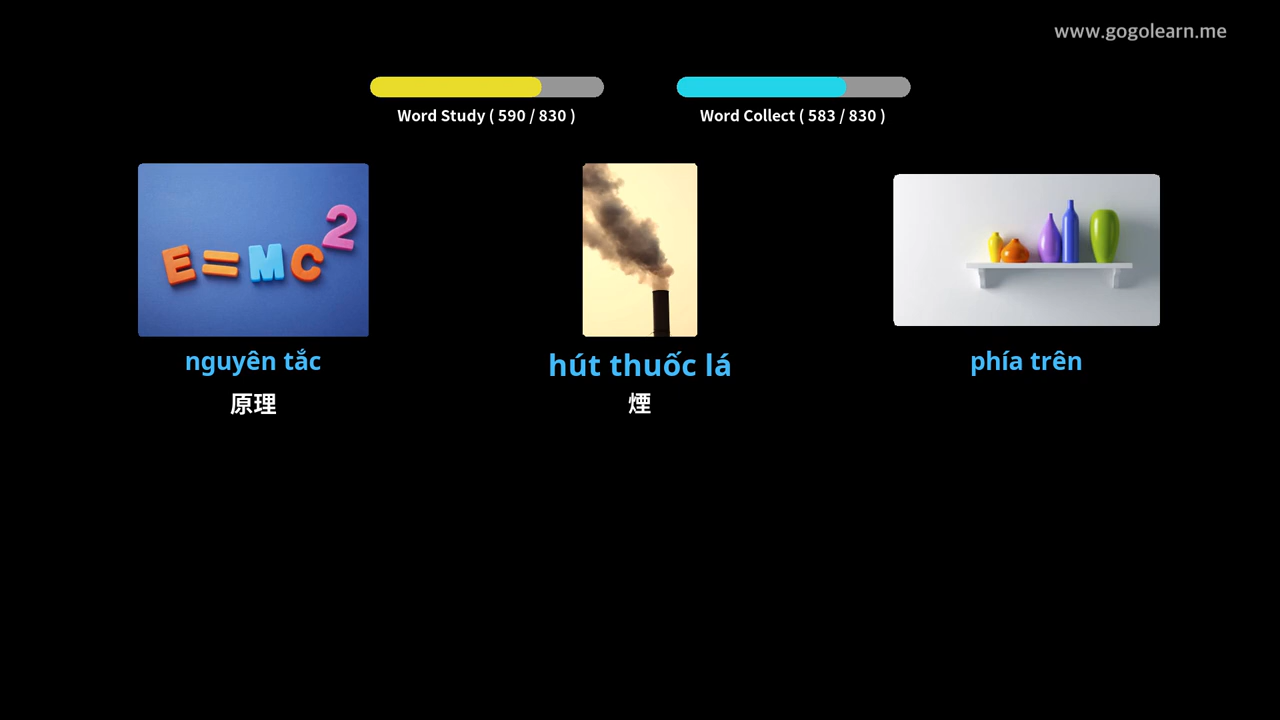 www.gogolearn.me
Word Study ( 590 / 830 )
Word Collect ( 583 / 830 )
E=MC2
nguyên tắc
hút thuốc lá
phía trên
原理
煙